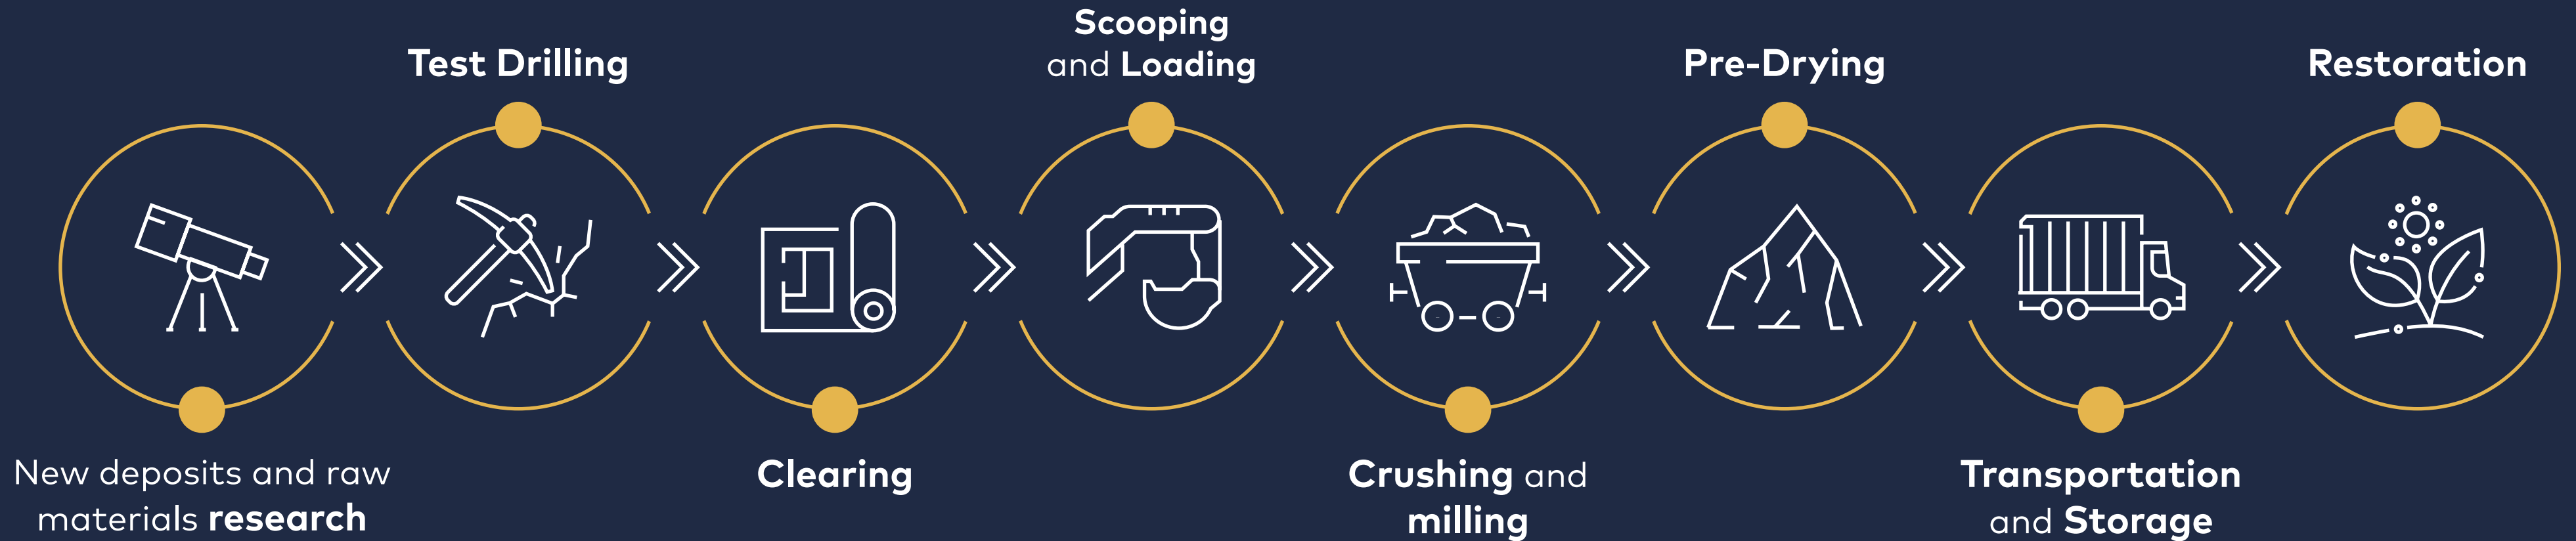 New deposits and raw
materials research
Test Drilling
Clearing
Scooping
and Loading
Crushing and
milling
Pre-Drying
Transportation
and Storage
Restoration